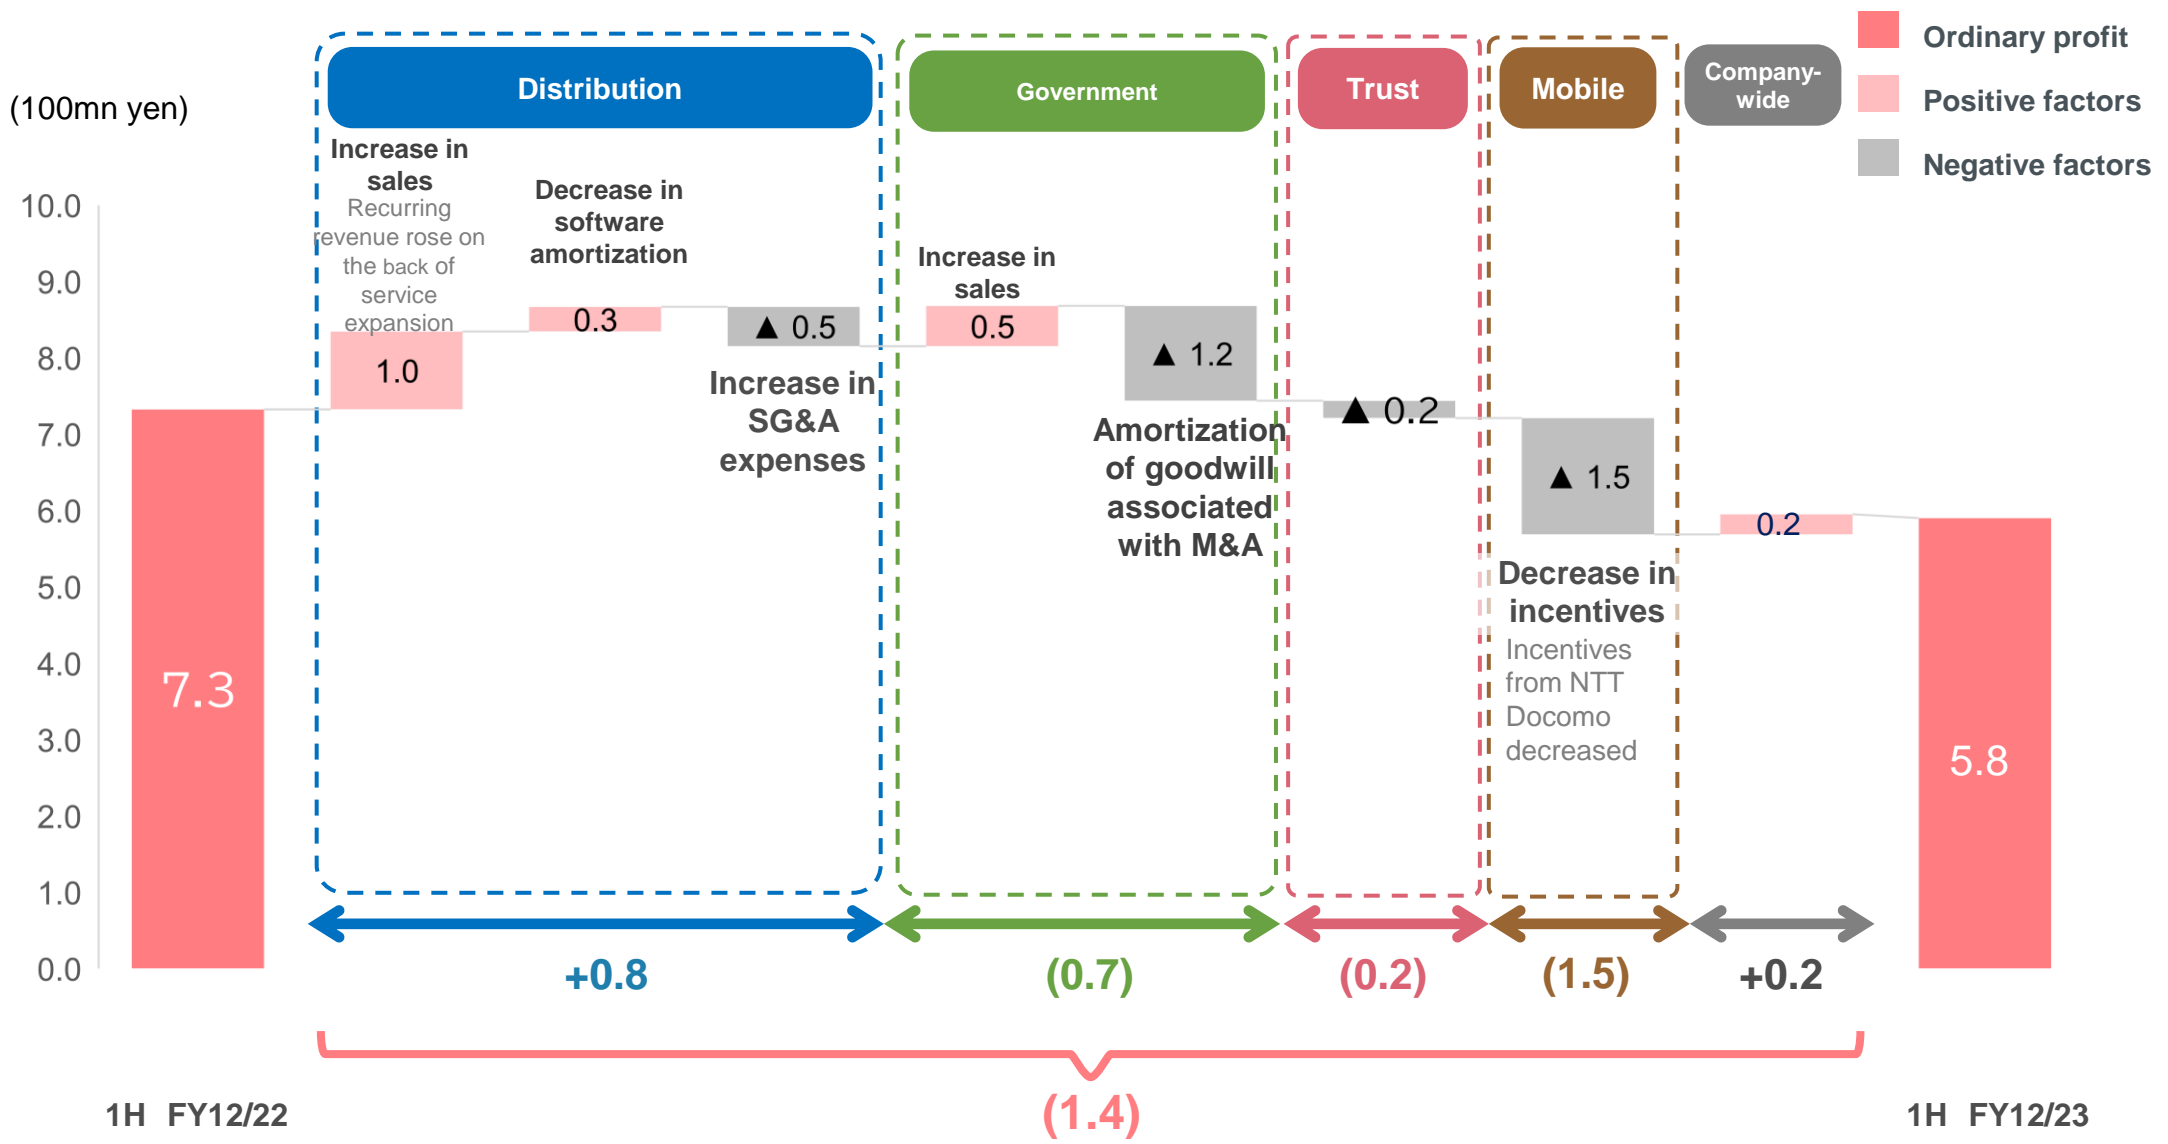 Distribution
Government
Trust
Mobile
Company-
wide
Ordinary profit
Positive factors
Negative factors
(100mn yen)
Increase in
sales
Recurring
revenue rose on
the back of
service
expansion
Decrease in
software
amortization
Increase in
sales
10.0
9.0
8.0
7.0
6.0
5.0
4.0
3.0
2.0
1.0
0.0
7.3
1.0
0.3
▲ 0.5
Increase in
SG&A
expenses
0.5
▲ 1.2
Amortization
of goodwill
associated
with M&A
▲ 0.2
▲ 1.5
Decrease in
incentives
Incentives
from NTT
Docomo
decreased
0.2
5.8
+0.8
(0.7)
(0.2)
(1.5)
+0.2
(1.4)
1H FY12/22
1H FY12/23